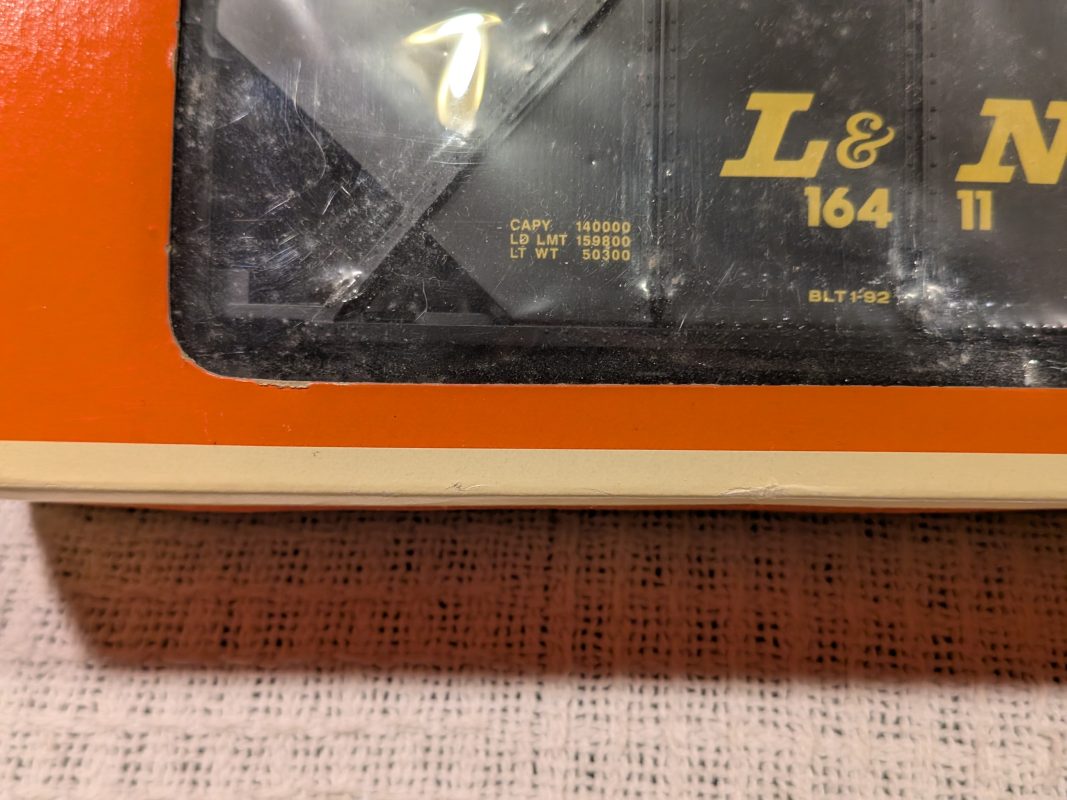 L & N
164 11
CAPY 140000
LD LMT 159800
LT WT 50300
BLT 1-92